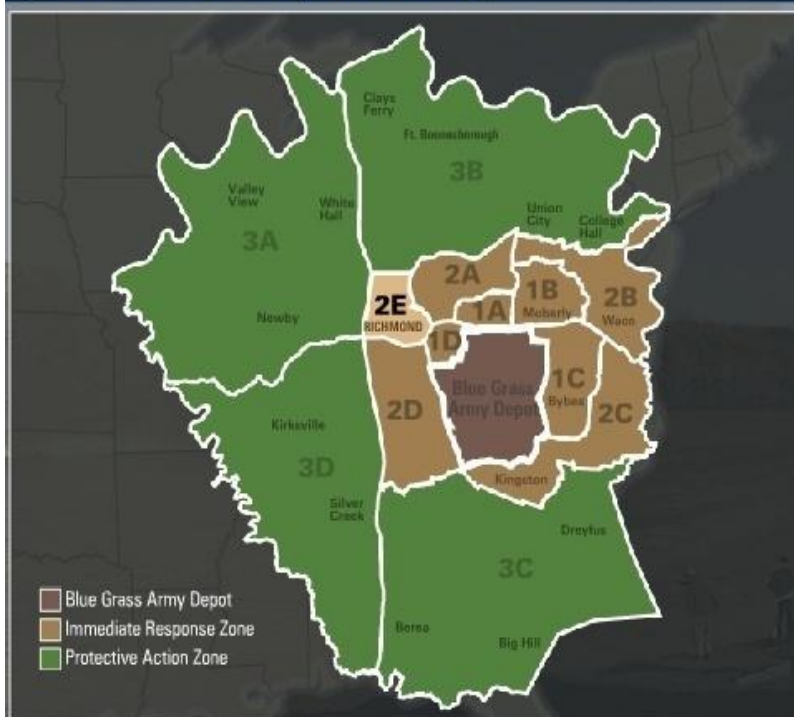 Clays
Ferry
Ft. Boonesborough
3B
Valley
View
White
Hall
3A
Union
City
College
Hall
Newby
2A
2E
RICHMOND
1A
1B
Moberly
2B
Waco
1D
Blue Grass
Army Depot
1C
Bybee
2C
2D
Kirksville
3D
Silver
Creek
Kingston
Dreyfus
3C
Berea
Big Hill
Blue Grass Army Depot
Immediate Response Zone
Protective Action Zone